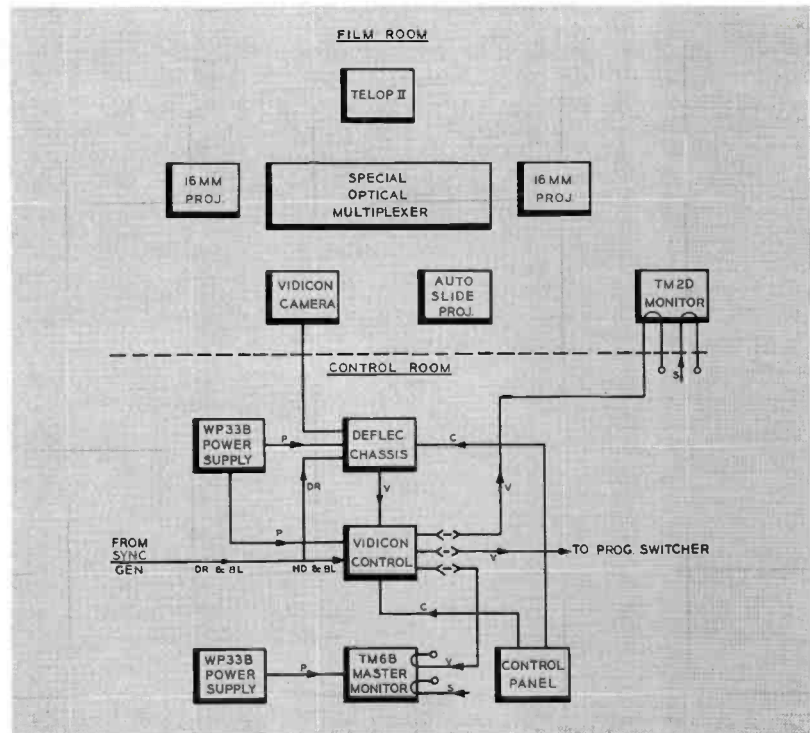 FILM ROOM
TELOP II
16MM
PROJ.
SPECIAL
OPTICAL
MULTIPLEXER
16MM
PROJ.
VIDICON
CAMERA
AUTO
SLIDE
PROJ.
TM2D
MONITOR
S
CONTROL ROOM
WP33B
POWER
SUPPLY
P
DEFLEC
CHASSIS
C
DR
V
V
P
FROM
SYNC
GEN
DR & BL
HD & BL
VIDICON
CONTROL
V
TO PROG. SWITCHER
C
WP33B
POWER
SUPPLY
P
TM6B
MASTER
MONITOR
V
S
CONTROL
PANEL